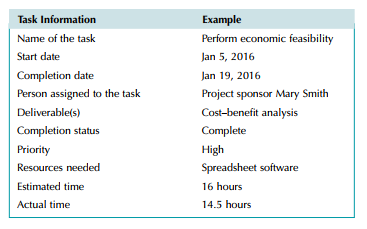 Task Information Example
Name of the task Perform economic feasibility
Start date Jan 5, 2016
Completion date Jan 19, 2016
Person assigned to the task Project sponsor Mary Smith
Deliverable(s) Cost–benefit analysis
Completion status Complete
Priority High
Resources needed Spreadsheet software
Estimated time 16 hours
Actual time 14.5 hours